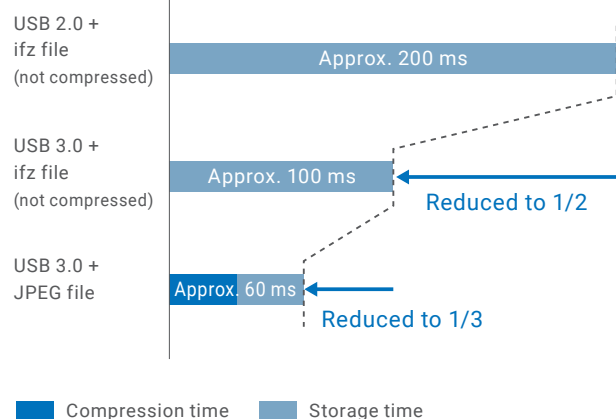 USB 2.0 +
ifz file
(not compressed)
Approx. 200 ms
USB 3.0 +
ifz file
(not compressed)
Approx. 100 ms
Reduced to 1/2
USB 3.0 +
JPEG file
Approx. 60 ms
Reduced to 1/3
Compression time
Storage time